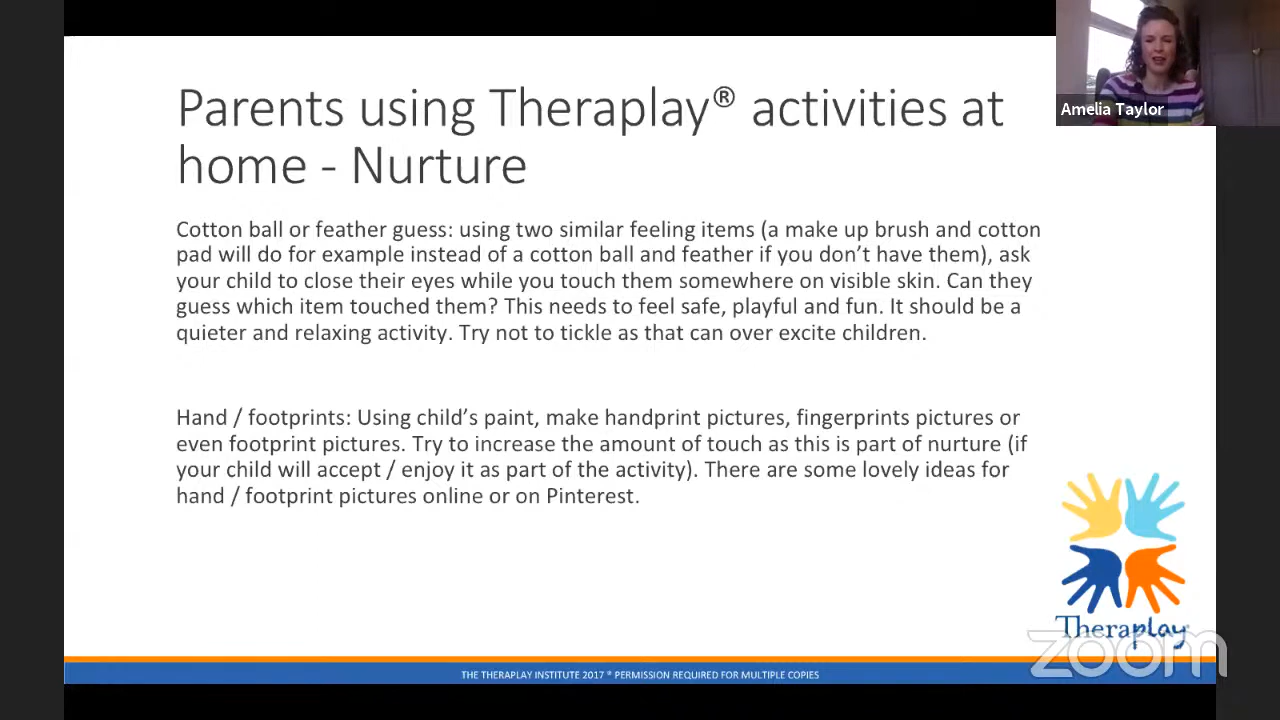 Amelia Taylor
Parents using Theraplay® activities at
home - Nurture
Cotton ball or feather guess: using two similar feeling items (a make up brush and cotton
pad will do for example instead of a cotton ball and feather if you don’t have them), ask
your child to close their eyes while you touch them somewhere on visible skin. Can they
guess which item touched them? This needs to feel safe, playful and fun. It should be a
quieter and relaxing activity. Try not to tickle as that can over excite children.
Hand / footprints: Using child’s paint, make handprint pictures, fingerprints pictures or
even footprint pictures. Try to increase the amount of touch as this is part of nurture (if
your child will accept / enjoy it as part of the activity). There are some lovely ideas for
hand / footprint pictures online or on Pinterest.
Theraplay
zoom
THE THERAPLAY INSTITUTE 2017 ® PERMISSION REQUIRED FOR MULTIPLE COPIES